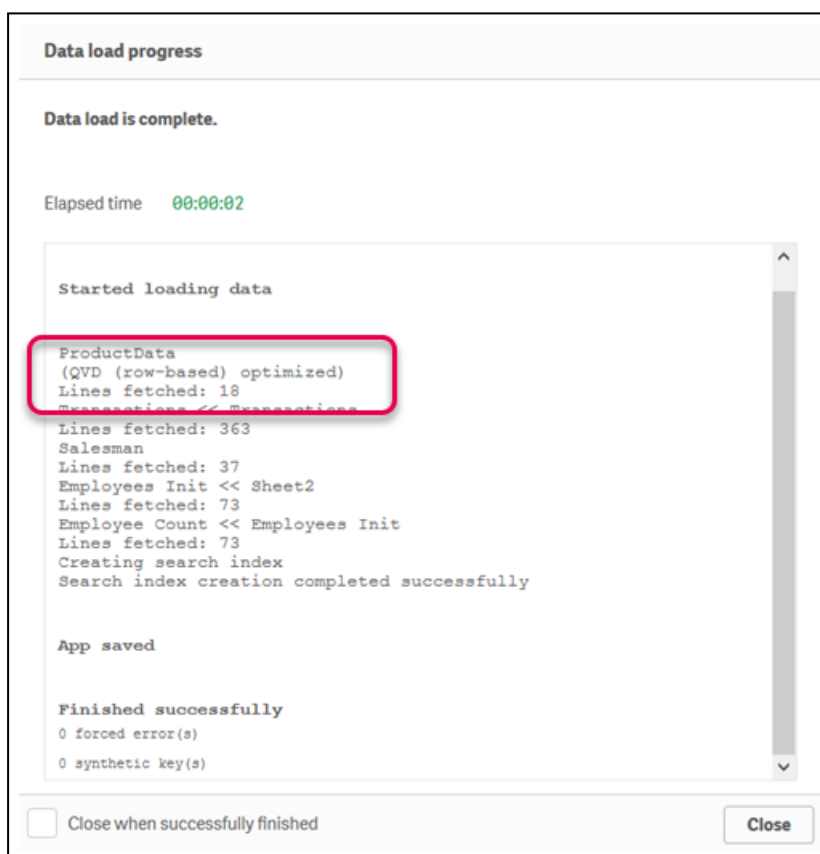 Data load progress
Data load is complete.
Elapsed time 00:00:02
Started loading data
ProductData
(QVD (row-based) optimized)
Lines fetched: 18
Transactions << Transactions
Lines fetched: 363
Salesman
Lines fetched: 37
Employees Init << Sheet2
Lines fetched: 73
Employee Count << Employees Init
Lines fetched: 73
Creating search index
Search index creation completed successfully
App saved
Finished successfully
0 forced error(s)
0 synthetic key(s)
Close when successfully finished Close